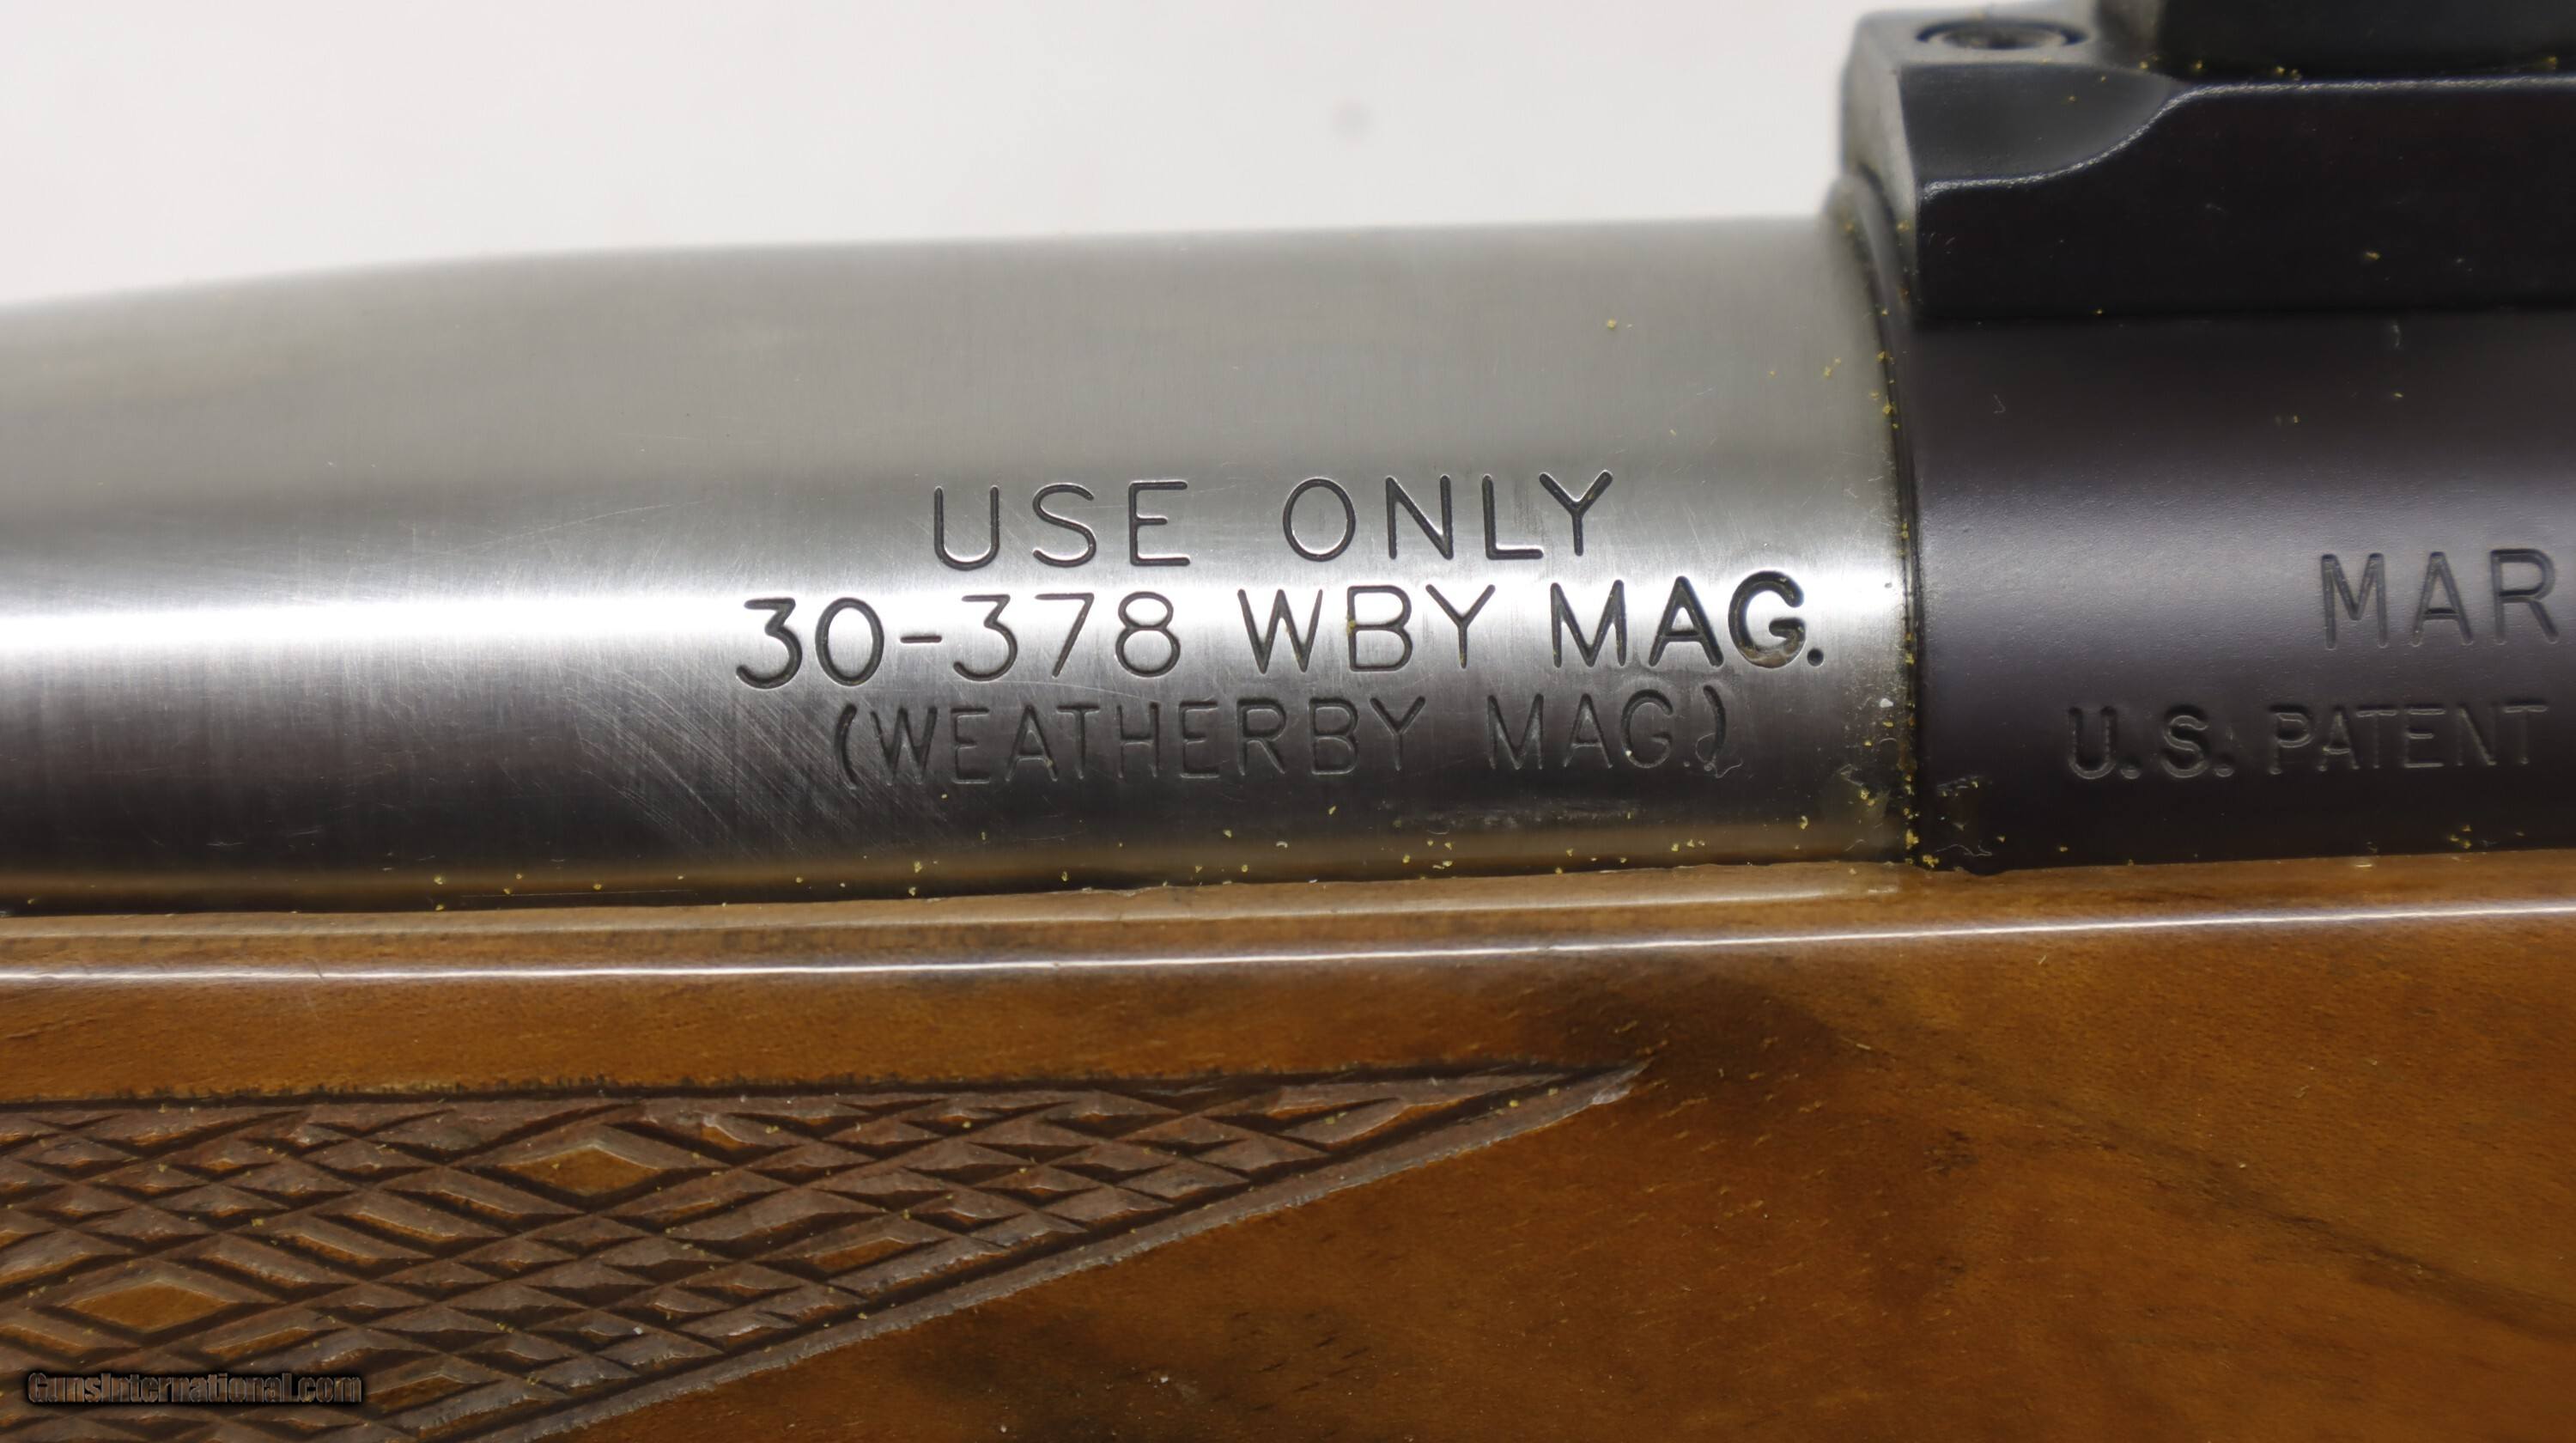 USE ONLY
30-378 WBY MAG.
(WEATHERBY MAG.)
MAR
U.S. PATENT
GunsInternational.com